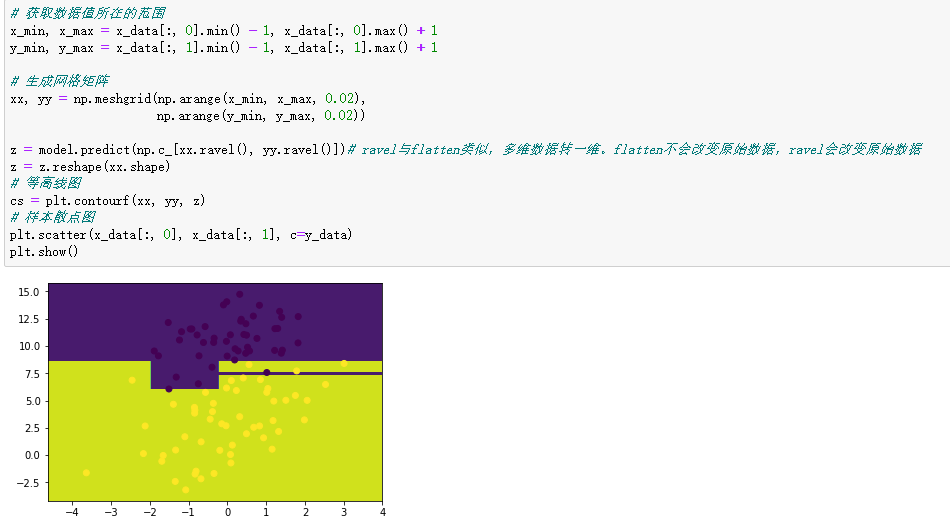 # 获取数据值所在的范围
x_min, x_max = x_data[:, 0].min() - 1, x_data[:, 0].max() + 1
y_min, y_max = x_data[:, 1].min() - 1, x_data[:, 1].max() + 1
# 生成网格矩阵
xx, yy = np.meshgrid(np.arange(x_min, x_max, 0.02),
np.arange(y_min, y_max, 0.02))
z = model.predict(np.c_[xx.ravel(), yy.ravel()])# ravel与flatten类似，多维数据转一维。flatten不会改变原始数据，ravel会改变原始数据
z = z.reshape(xx.shape)
# 等高线图
cs = plt.contourf(xx, yy, z)
# 样本散点图
plt.scatter(x_data[:, 0], x_data[:, 1], c=y_data)
plt.show()
15.0
12.5
10.0
7.5
5.0
2.5
0.0
−2.5
−4 −3 −2 −1 0 1 2 3 4